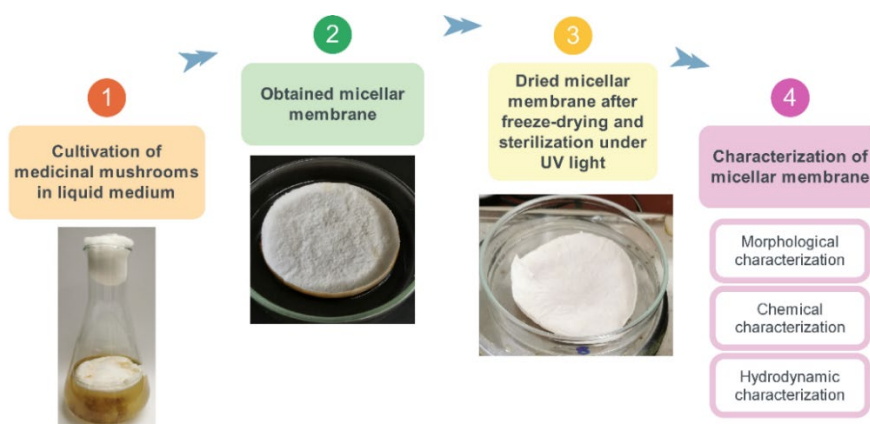 1
Cultivation of
medicinal mushrooms
in liquid medium
2
Obtained micellar
membrane
3
Dried micellar
membrane after
freeze-drying and
sterilization under
UV light
4
Characterization of
micellar membrane
Morphological
characterization
Chemical
characterization
Hydrodynamic
characterization